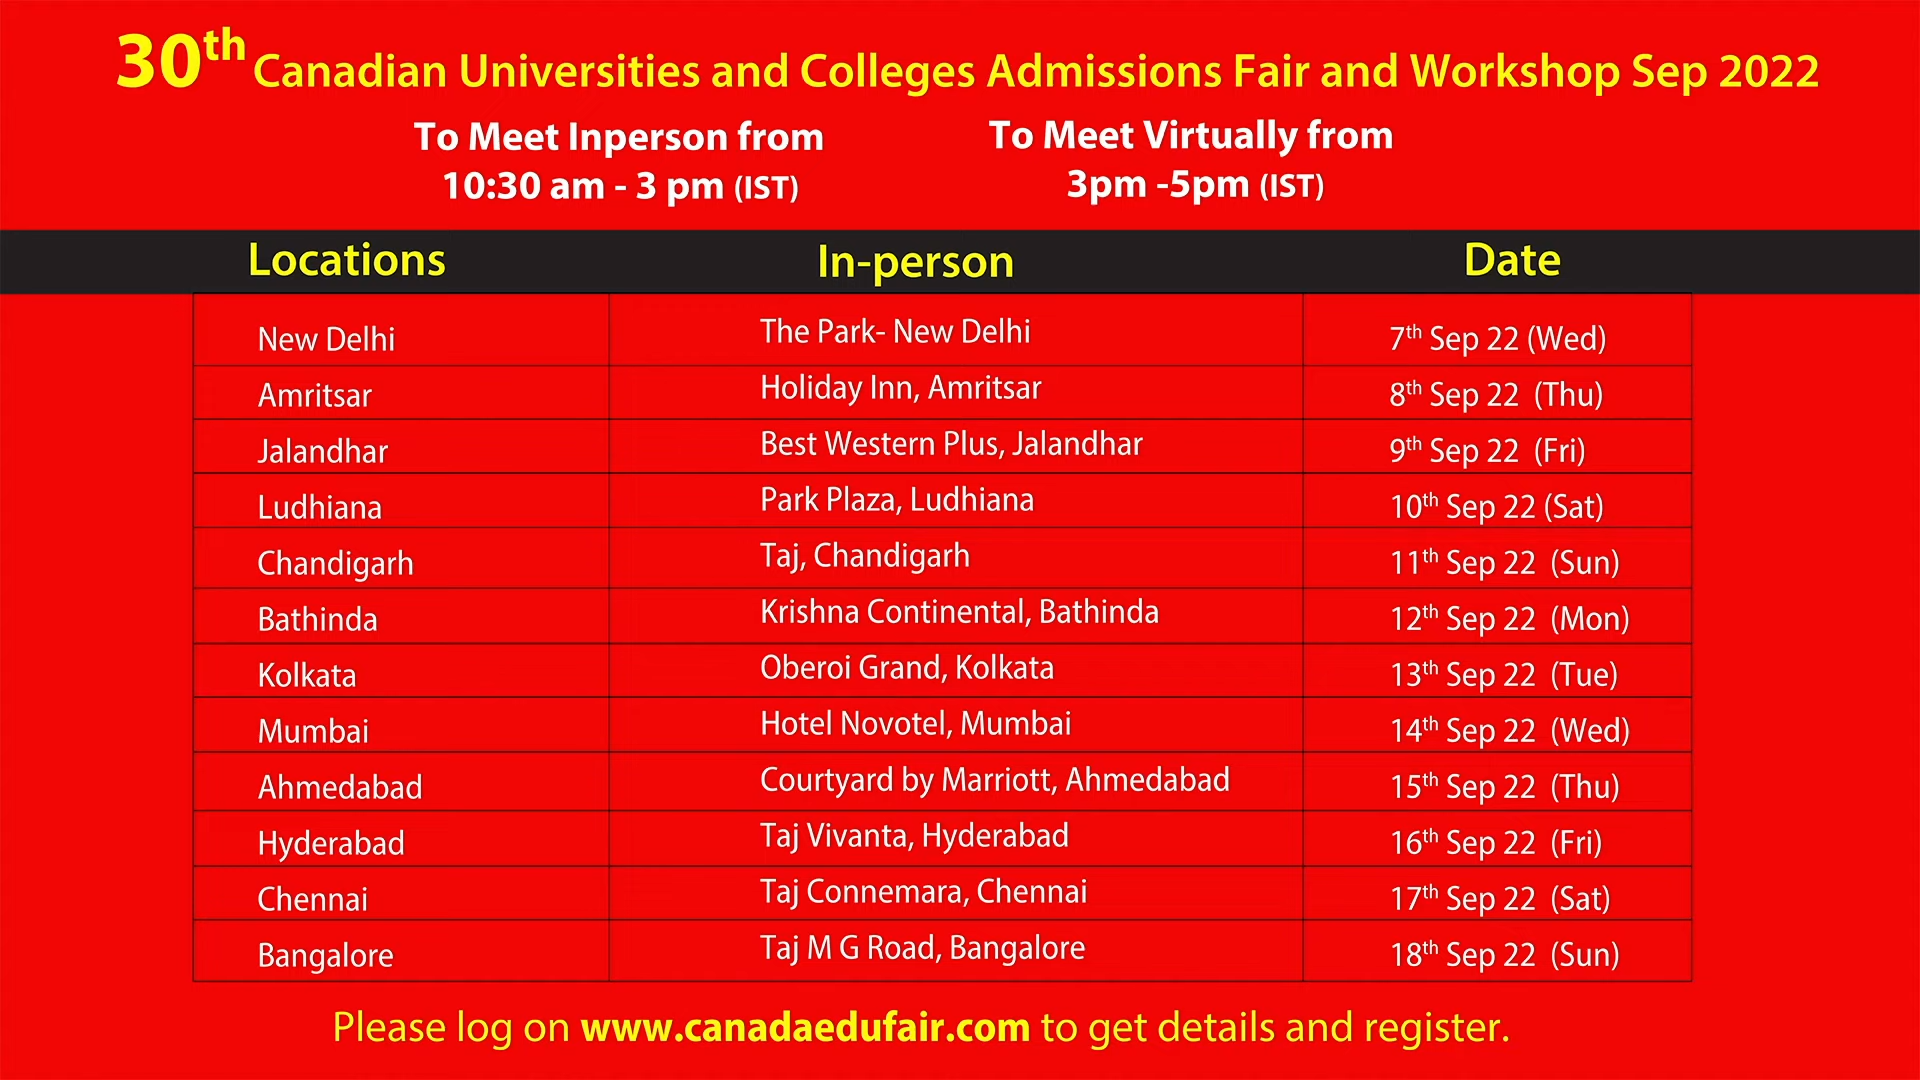 30th Canadian Universities and Colleges Admissions Fair and Workshop Sep 2022
To Meet Inperson from
10:30 am - 3 pm (IST)
To Meet Virtually from
3pm -5pm (IST)
Locations In-person Date
New Delhi The Park- New Delhi 7th Sep 22 (Wed)
Amritsar Holiday Inn, Amritsar 8th Sep 22 (Thu)
Jalandhar Best Western Plus, Jalandhar 9th Sep 22 (Fri)
Ludhiana Park Plaza, Ludhiana 10th Sep 22 (Sat)
Chandigarh Taj, Chandigarh 11th Sep 22 (Sun)
Bathinda Krishna Continental, Bathinda 12th Sep 22 (Mon)
Kolkata Oberoi Grand, Kolkata 13th Sep 22 (Tue)
Mumbai Hotel Novotel, Mumbai 14th Sep 22 (Wed)
Ahmedabad Courtyard by Marriott, Ahmedabad 15th Sep 22 (Thu)
Hyderabad Taj Vivanta, Hyderabad 16th Sep 22 (Fri)
Chennai Taj Connemara, Chennai 17th Sep 22 (Sat)
Bangalore Taj M G Road, Bangalore 18th Sep 22 (Sun)
Please log on www.canadaedufair.com to get details and register.